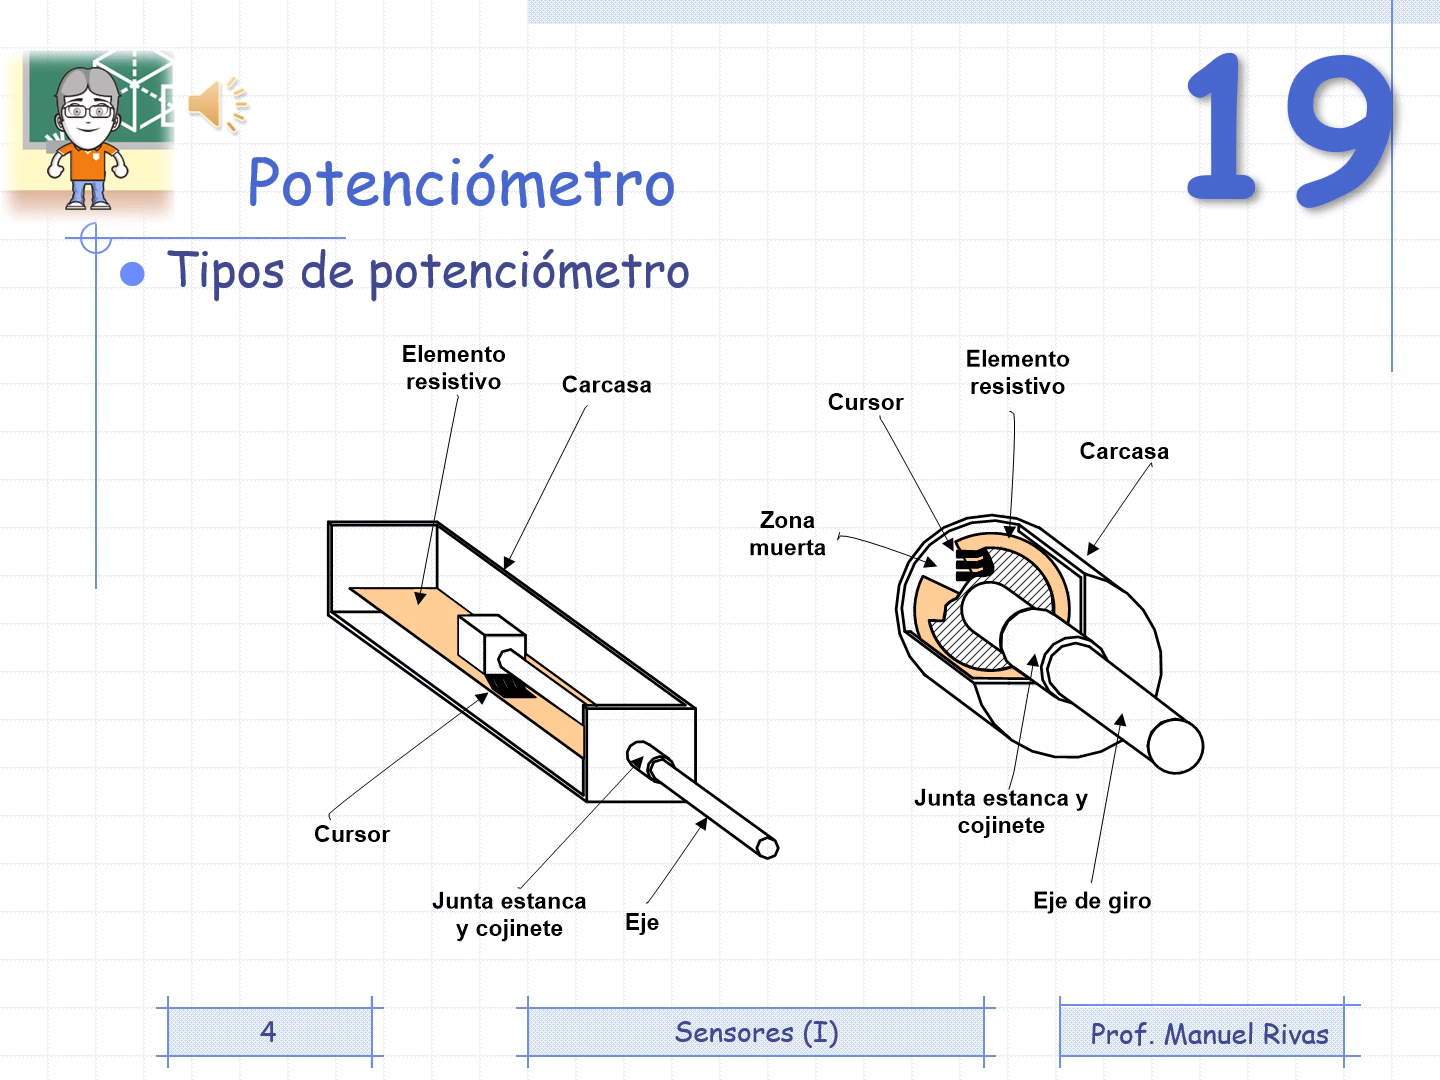 19
Potenciómetro
Tipos de potenciómetro
Elemento
resistivo
Carcasa
Cursor
Junta estanca
y cojinete
Eje
Elemento
resistivo
Cursor
Carcasa
Zona
muerta
Junta estanca y
cojinete
Eje de giro
4
Sensores (I)
Prof. Manuel Rivas